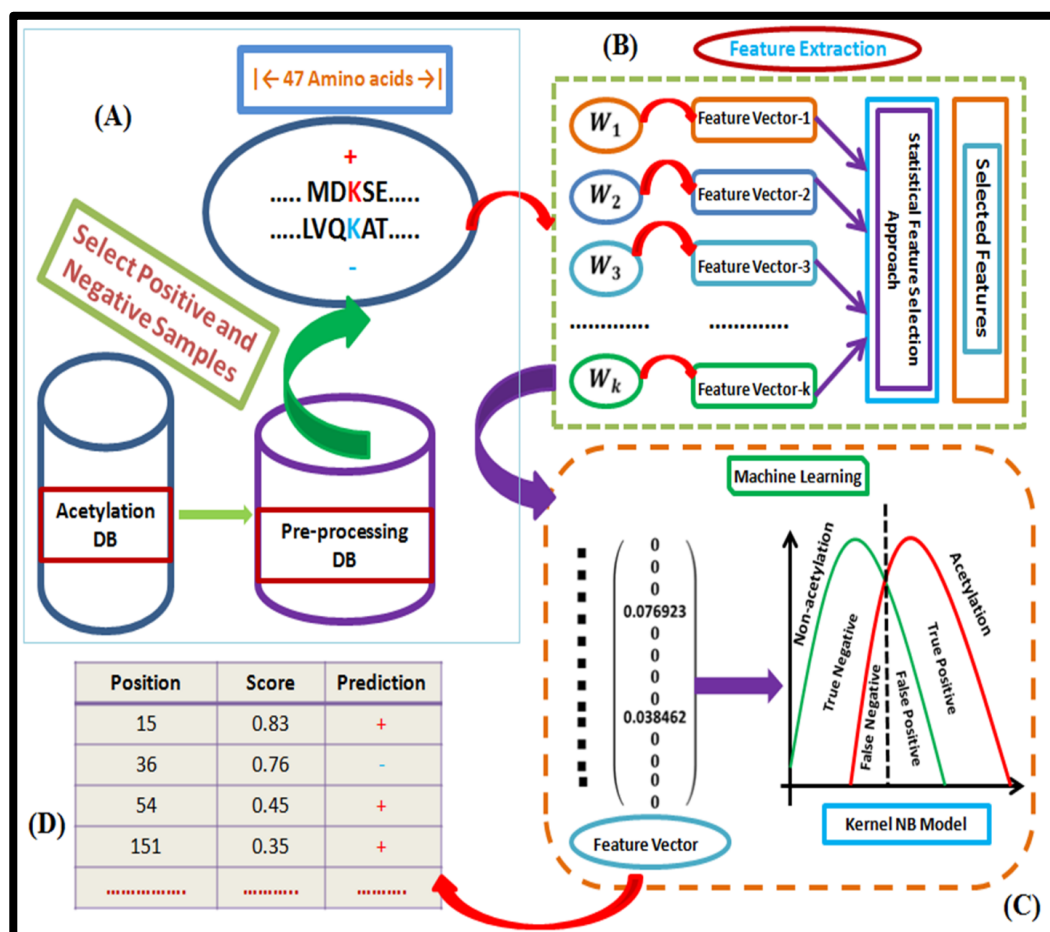 (A)
|← 47 Amino acids →|
+
..... MDKSE.....
.....LVQKAT.....
-
Select Positive and
Negative Samples
Acetylation
DB
Pre-processing
DB
(B)
Feature Extraction
W1
Feature Vector-1
W2
Feature Vector-2
W3
Feature Vector-3
............. .............
Wk
Feature Vector-k
Statistical Feature Selection
Approach
Selected Features
Machine Learning
0
0
0
0.076923
0
0
0
0
0.038462
0
0
0
0
Feature Vector
Non-acetylation
True Negative
False Negative
False Positive
True Positive
Acetylation
Kernel NB Model
(C)
(D)
Position Score Prediction
15 0.83 +
36 0.76 -
54 0.45 +
151 0.35 +
................ ........... ..........